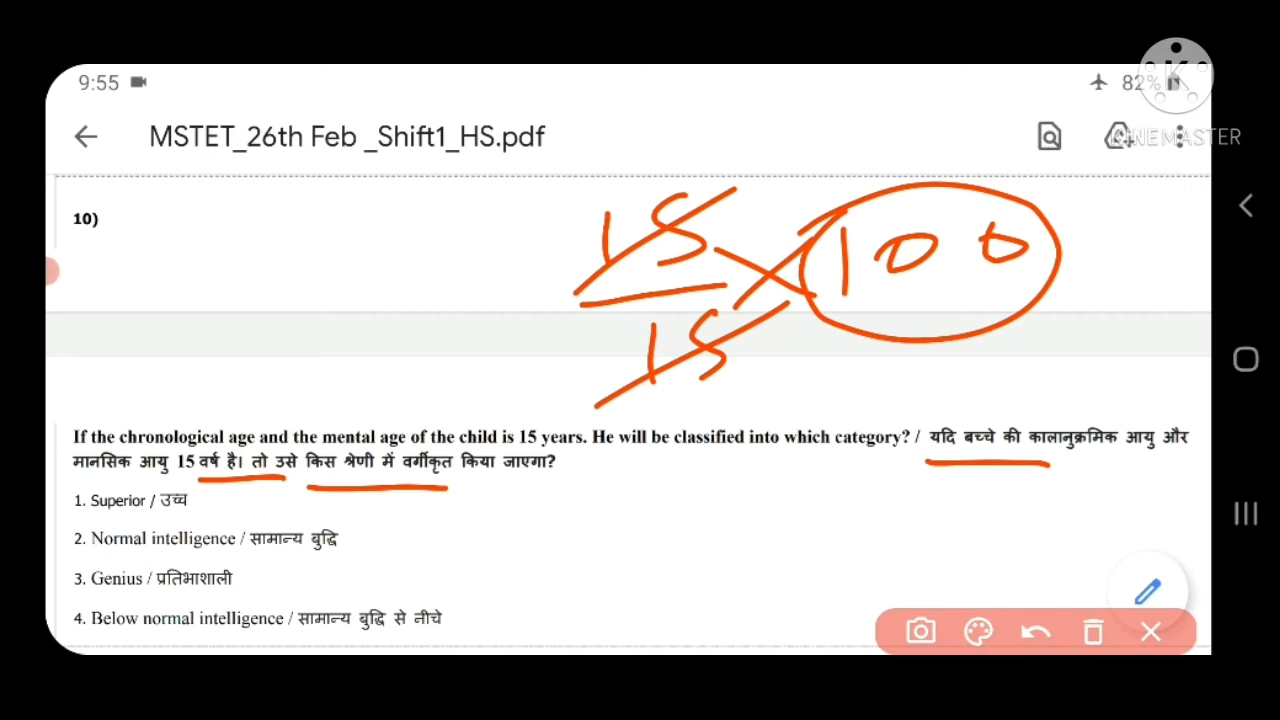 9:55
82%
KINEMASTER
MSTET_26th Feb _Shift1_HS.pdf
10)
15
100
15
If the chronological age and the mental age of the child is 15 years. He will be classified into which category? / यदि बच्चे की कालानुक्रमिक आयु और
मानसिक आयु 15 वर्ष है। तो उसे किस श्रेणी में वर्गीकृत किया जाएगा?
1. Superior / उच्च
2. Normal intelligence / सामान्य बुद्धि
3. Genius / प्रतिभाशाली
4. Below normal intelligence / सामान्य बुद्धि से नीचे